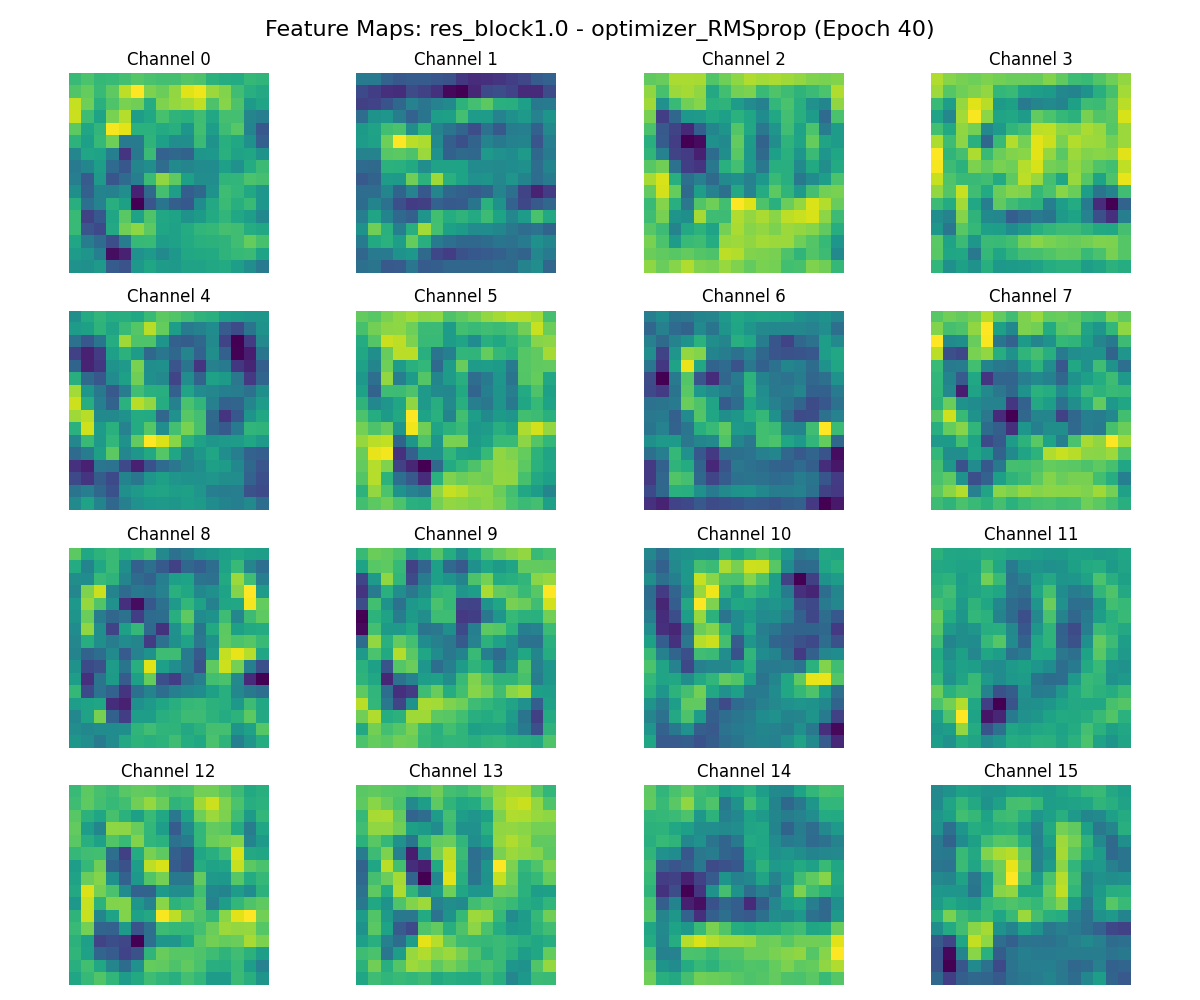 Feature Maps: res_block1.0 - optimizer_RMSprop (Epoch 40)
Channel 0
Channel 1
Channel 2
Channel 3
Channel 4
Channel 5
Channel 6
Channel 7
Channel 8
Channel 9
Channel 10
Channel 11
Channel 12
Channel 13
Channel 14
Channel 15